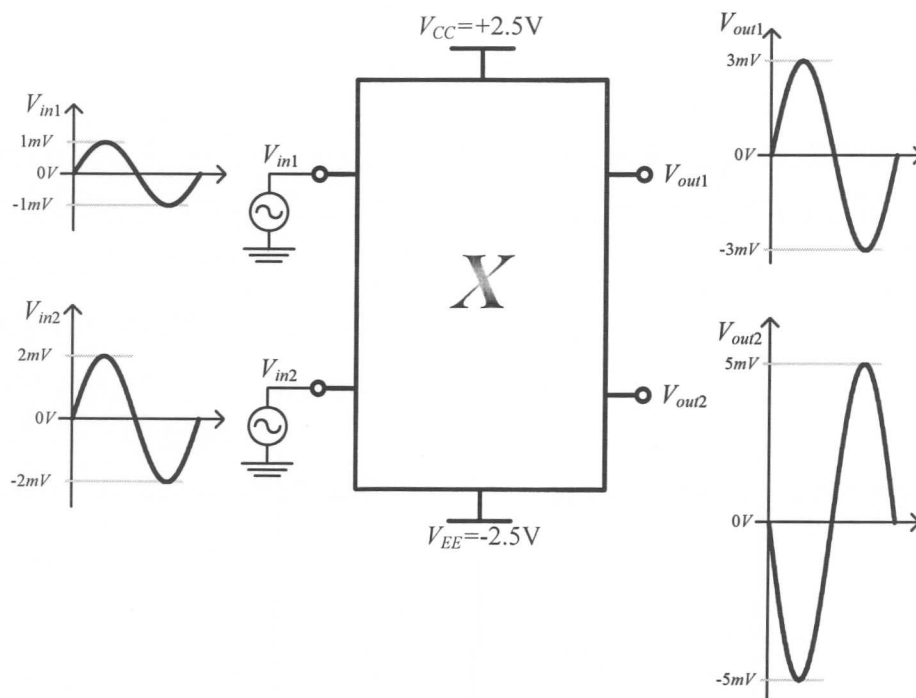 V_CC=+2.5V
V_in1
1mV
0V
-1mV
V_in1
V_in2
2mV
0V
-2mV
V_in2
X
V_out1
V_out2
V_EE=-2.5V
V_out1
3mV
0V
-3mV
V_out2
5mV
0V
-5mV